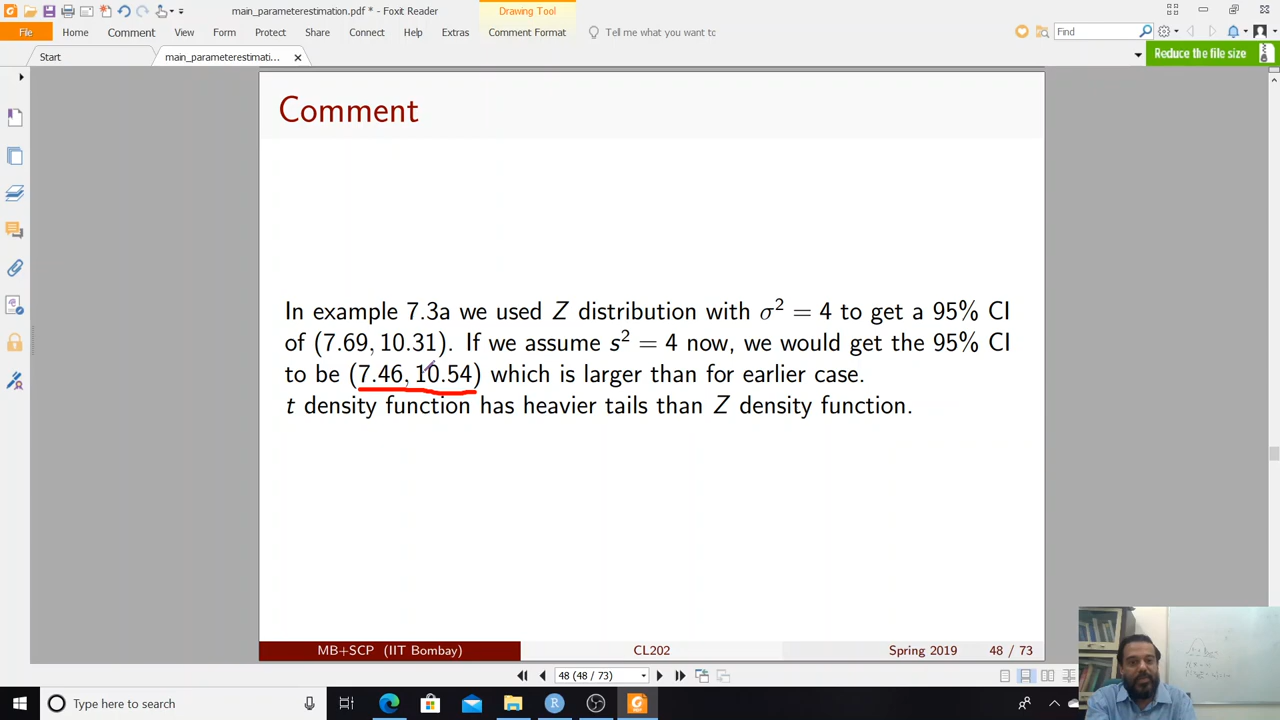 main_parameterestimation.pdf * - Foxit Reader
Drawing Tool
File Home Comment View Form Protect Share Connect Help Extras Comment Format Tell me what you want to Find
Start main_parameterestimati... Reduce the file size
Comment
In example 7.3a we used Z distribution with σ² = 4 to get a 95% CI
of (7.69, 10.31). If we assume s² = 4 now, we would get the 95% CI
to be (7.46, 10.54) which is larger than for earlier case.
t density function has heavier tails than Z density function.
MB+SCP (IIT Bombay) CL202 Spring 2019 48 / 73
48 (48 / 73)
Type here to search